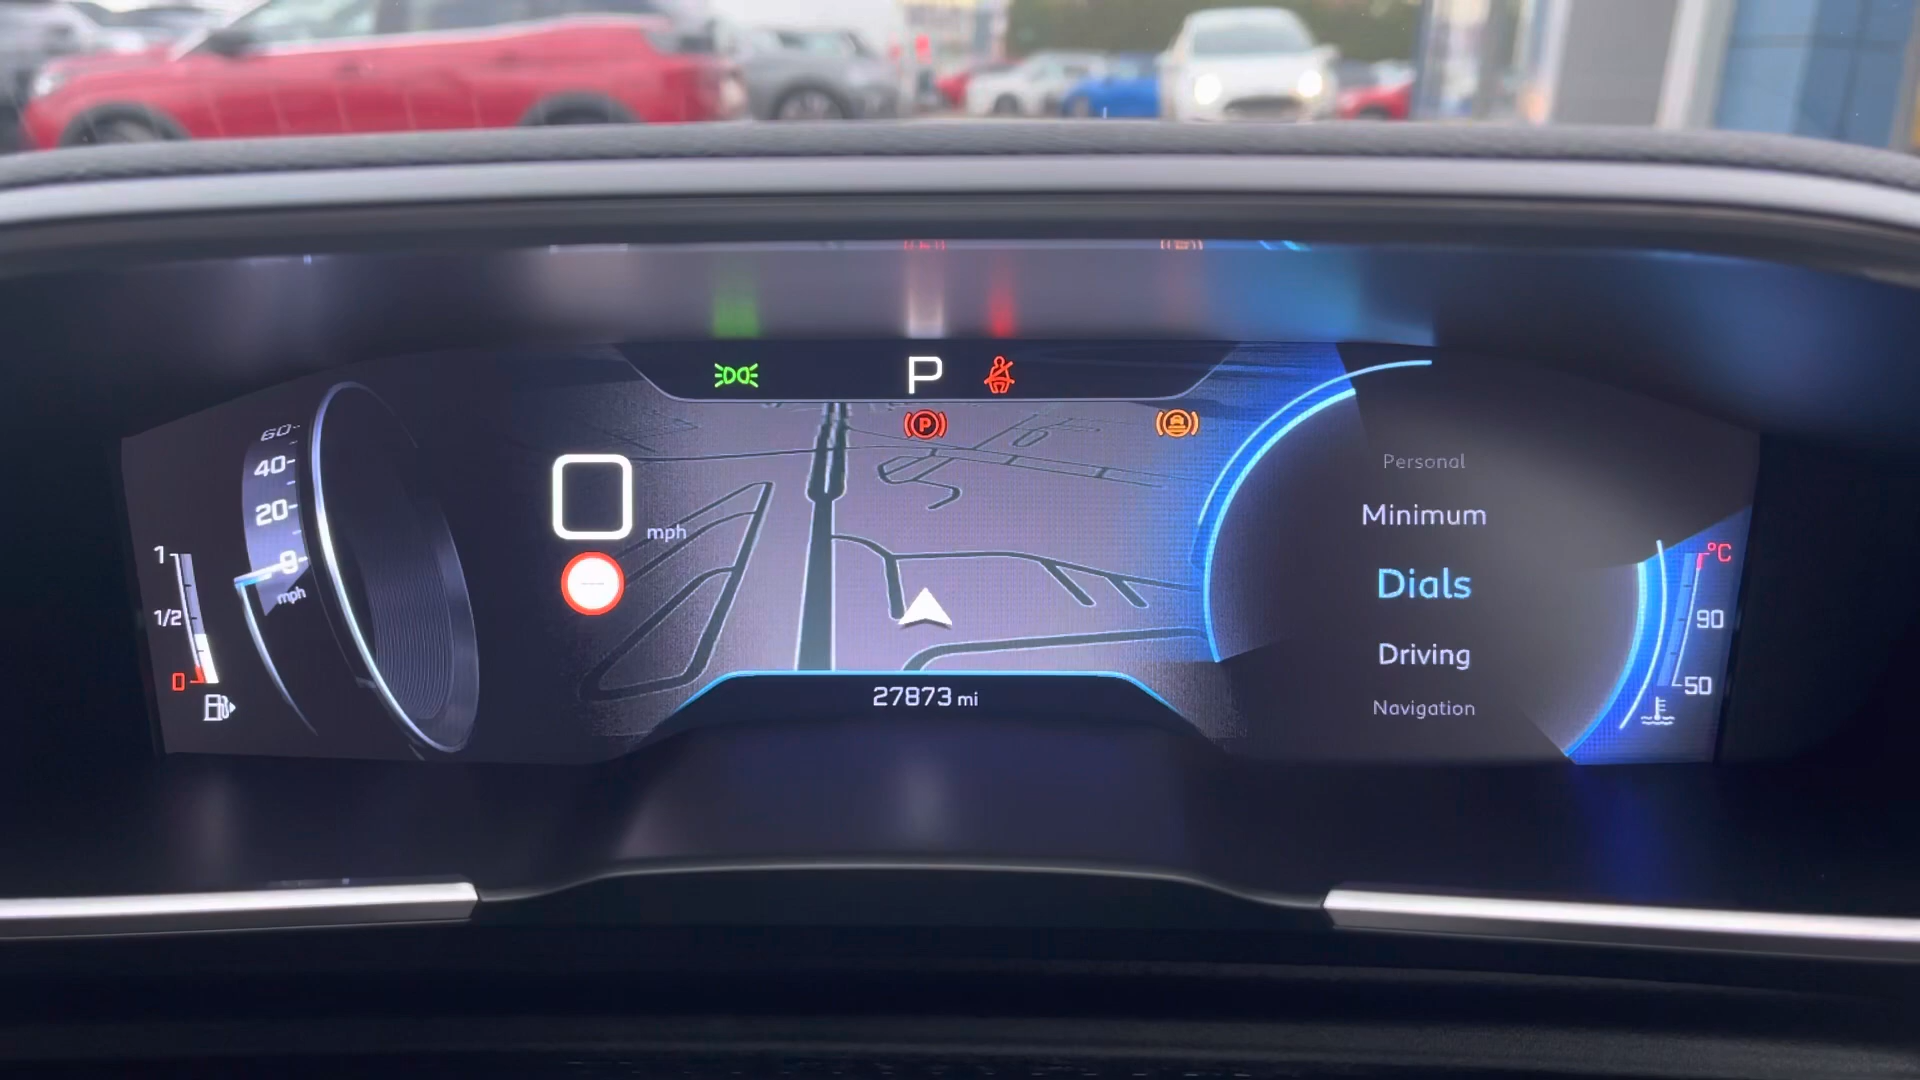 P
P
60
40
20
0
mph
1
1/2
0
mph
27873 mi
Personal
Minimum
Dials
Driving
Navigation
°C
90
50